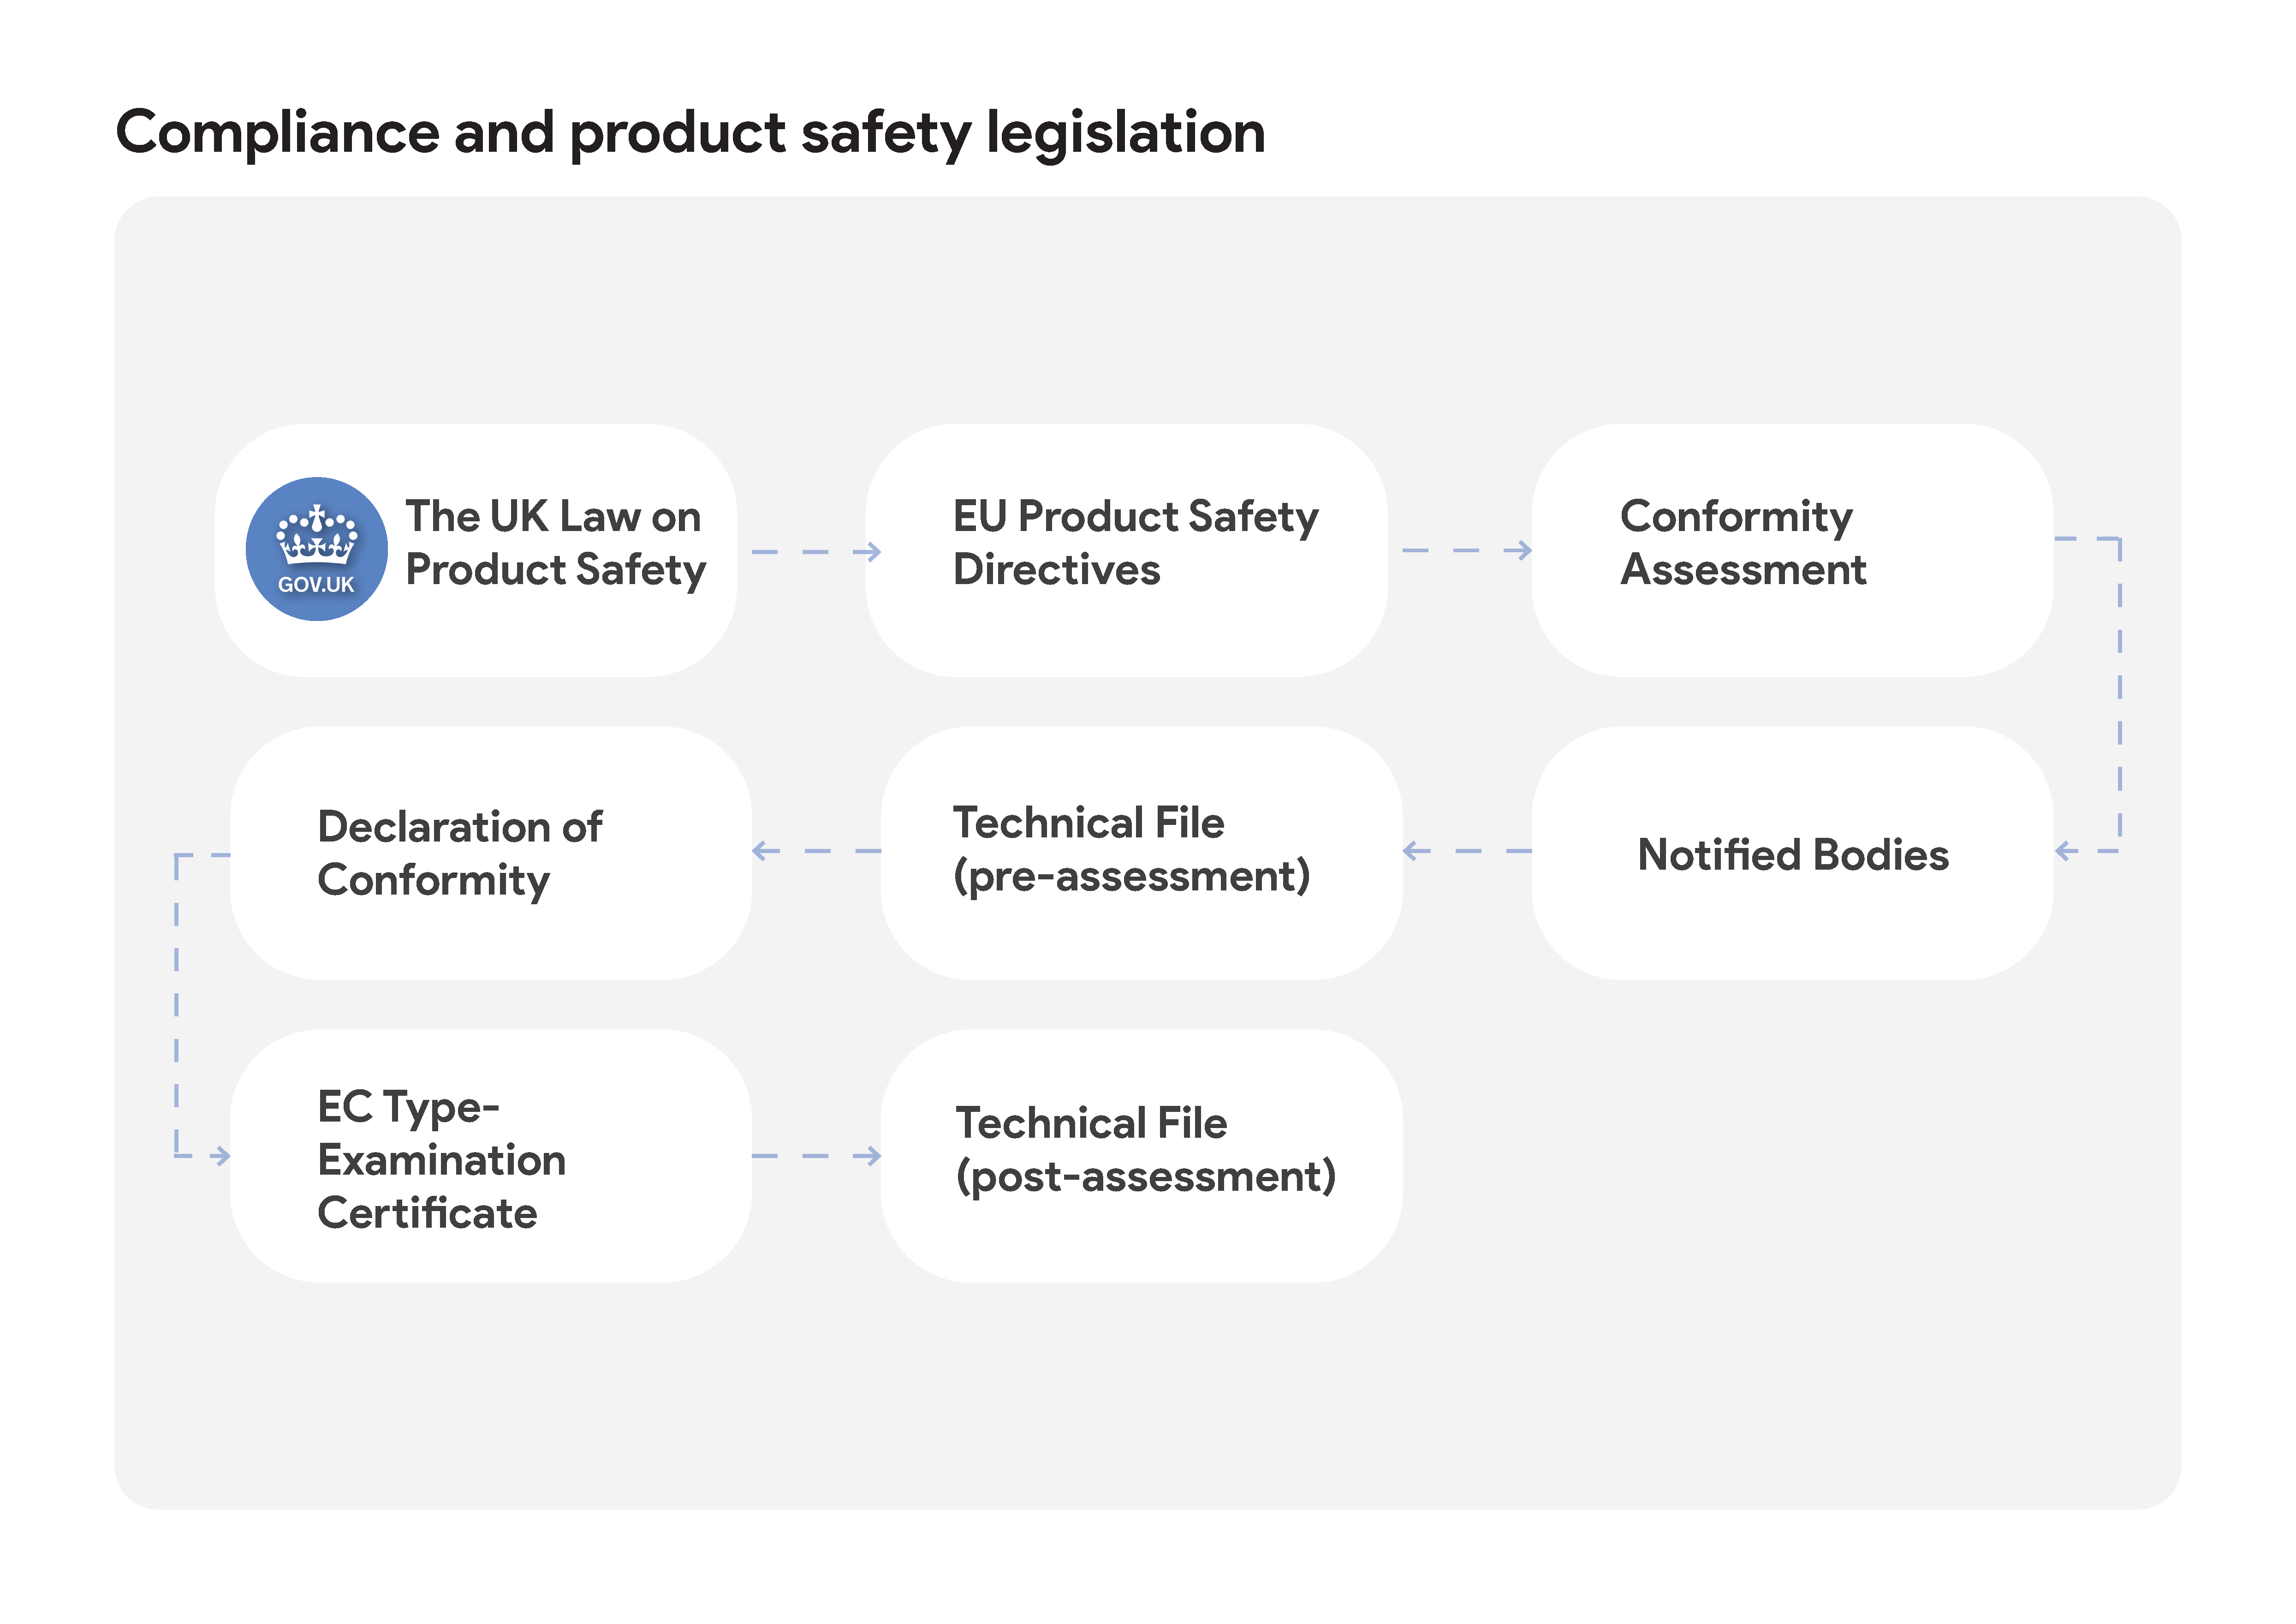 Compliance and product safety legislation
GOV.UK
The UK Law on
Product Safety
EU Product Safety
Directives
Conformity
Assessment
Notified Bodies
Technical File
(pre-assessment)
Declaration of
Conformity
EC Type-
Examination
Certificate
Technical File
(post-assessment)